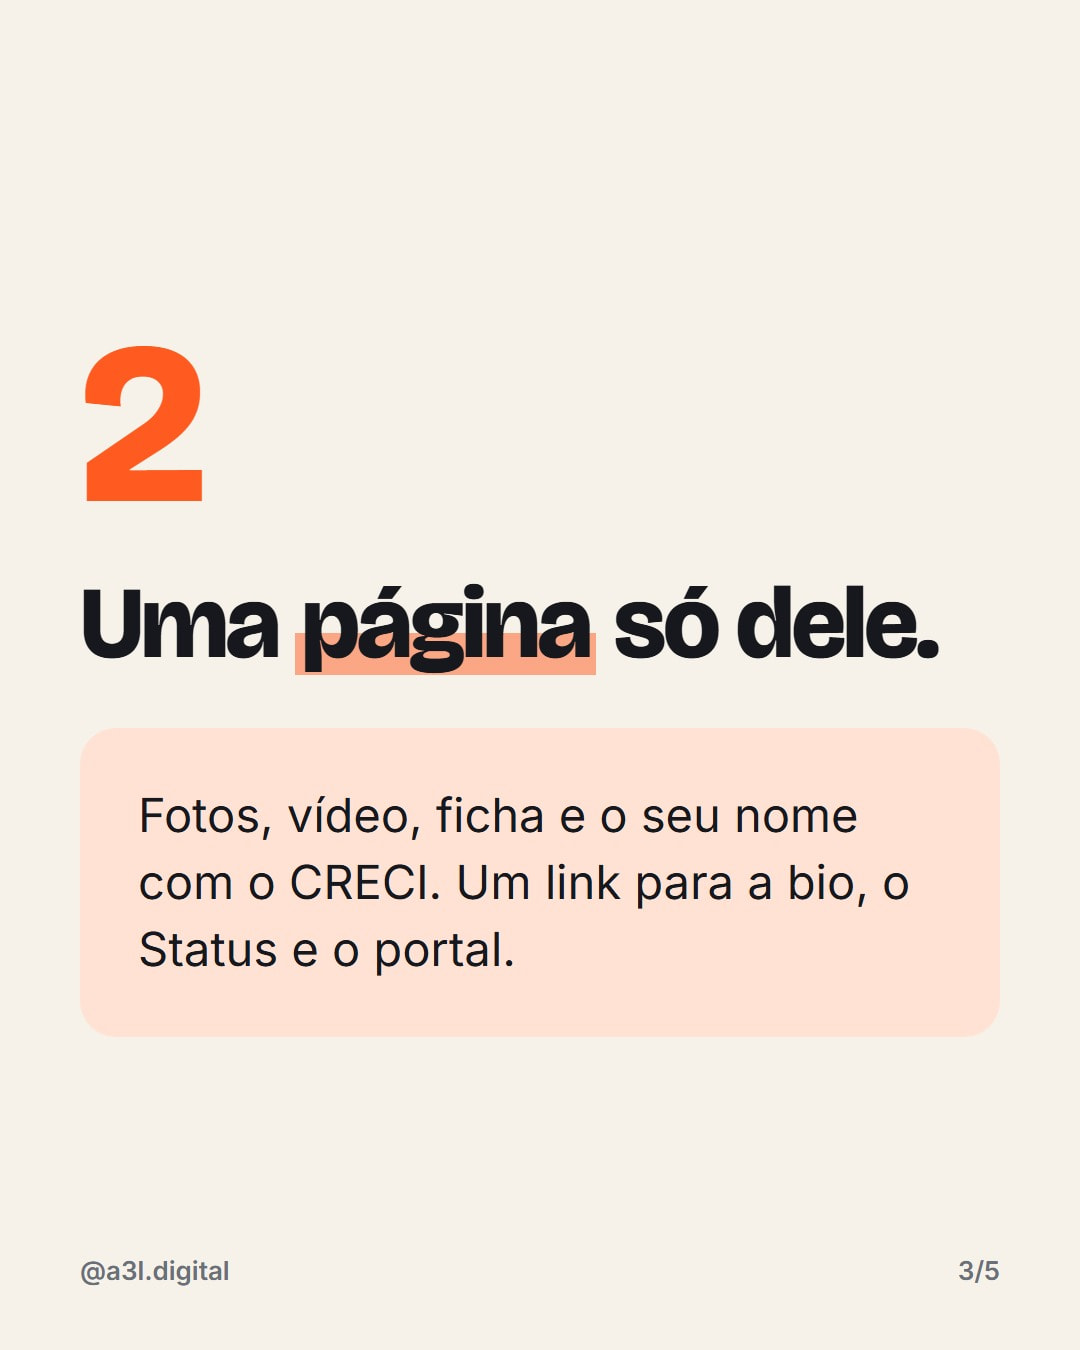 2
Uma página só dele.
Fotos, vídeo, ficha e o seu nome
com o CRECI. Um link para a bio, o
Status e o portal.
@a3l.digital
3/5